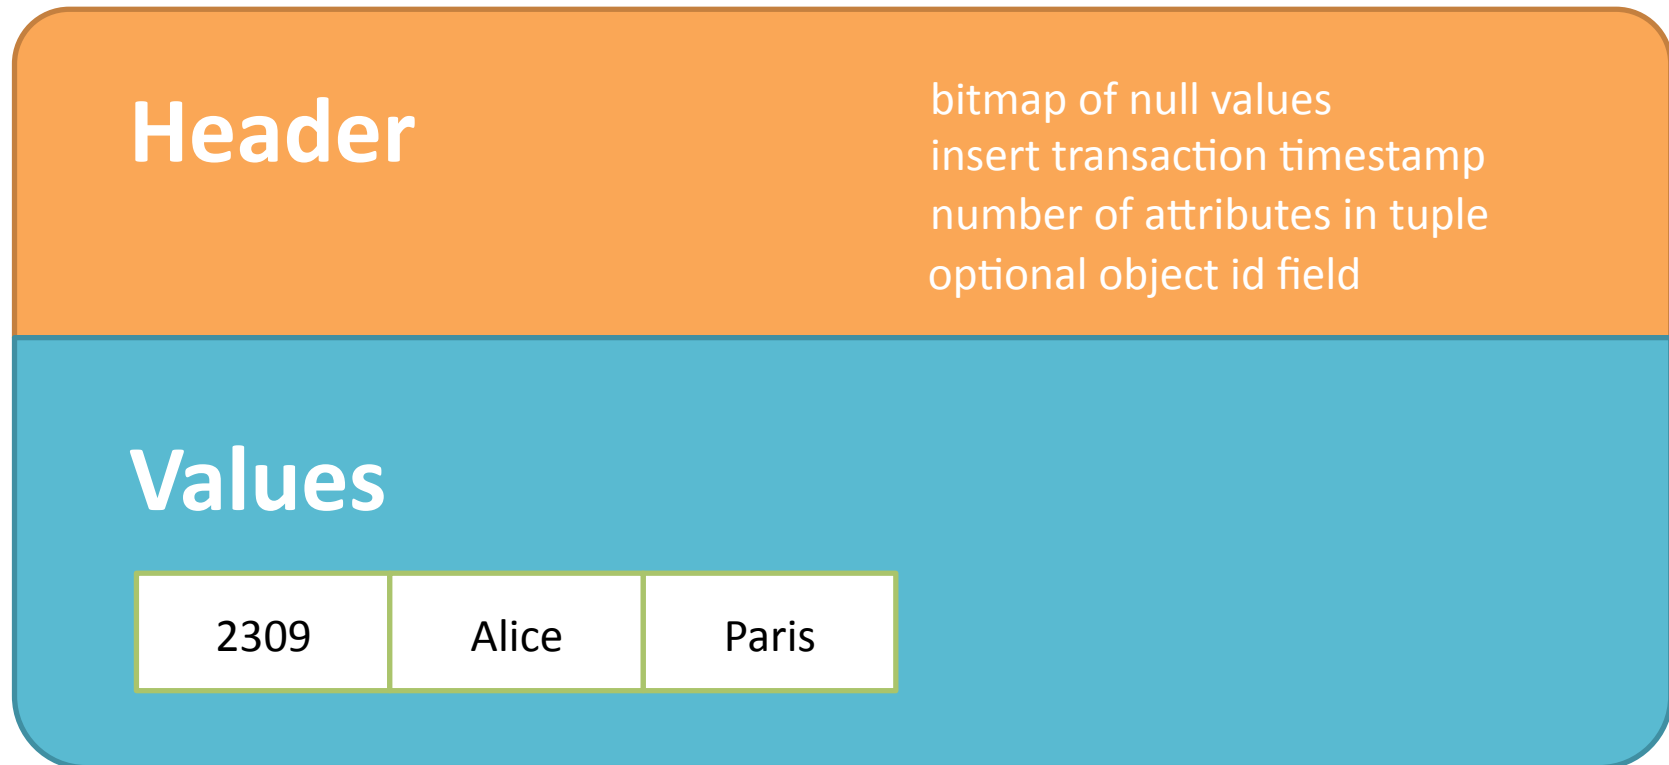 Header
bitmap of null values
insert transaction timestamp
number of attributes in tuple
optional object id field
Values
2309 Alice Paris